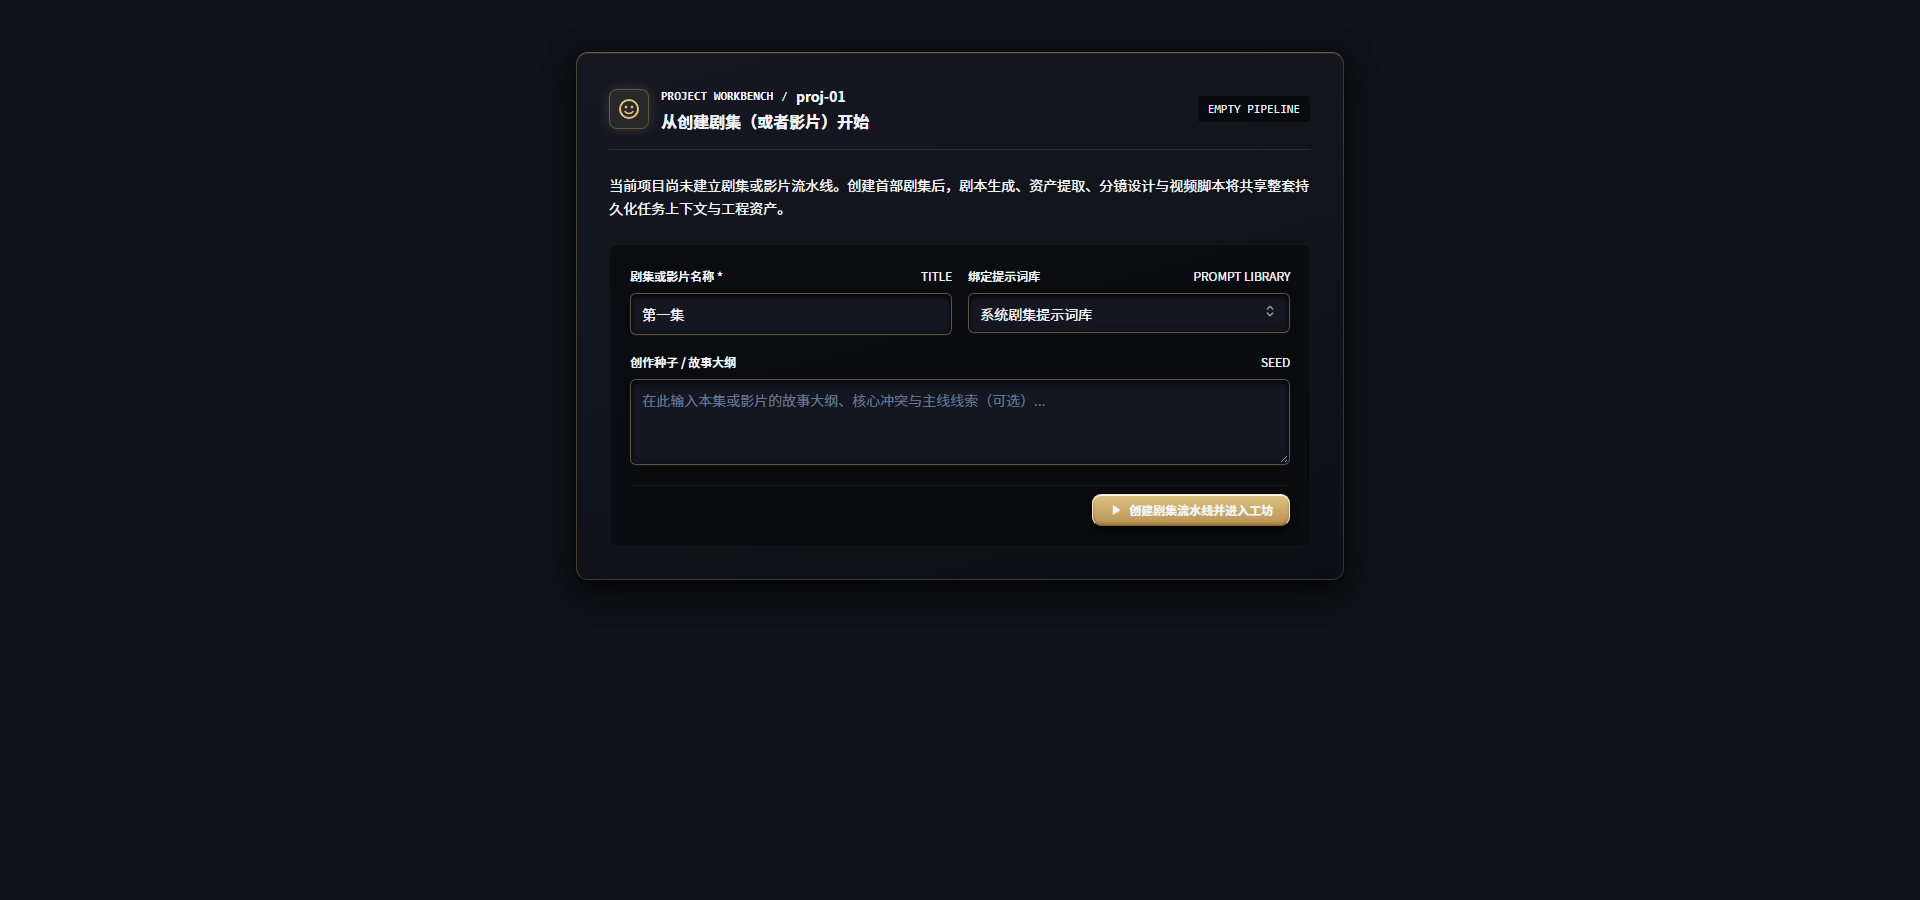 PROJECT WORKBENCH / proj-01
从创建剧集（或者影片）开始
EMPTY PIPELINE
当前项目尚未建立剧集或影片流水线。创建首部剧集后，剧本生成、资产提取、分镜设计与视频脚本将共享整套持
久化任务上下文与工程资产。
剧集或影片名称 * TITLE
第一集
绑定提示词库 PROMPT LIBRARY
系统剧集提示词库
创作种子 / 故事大纲 SEED
在此输入本集或影片的故事大纲、核心冲突与主线线索（可选）...
创建剧集流水线并进入工坊